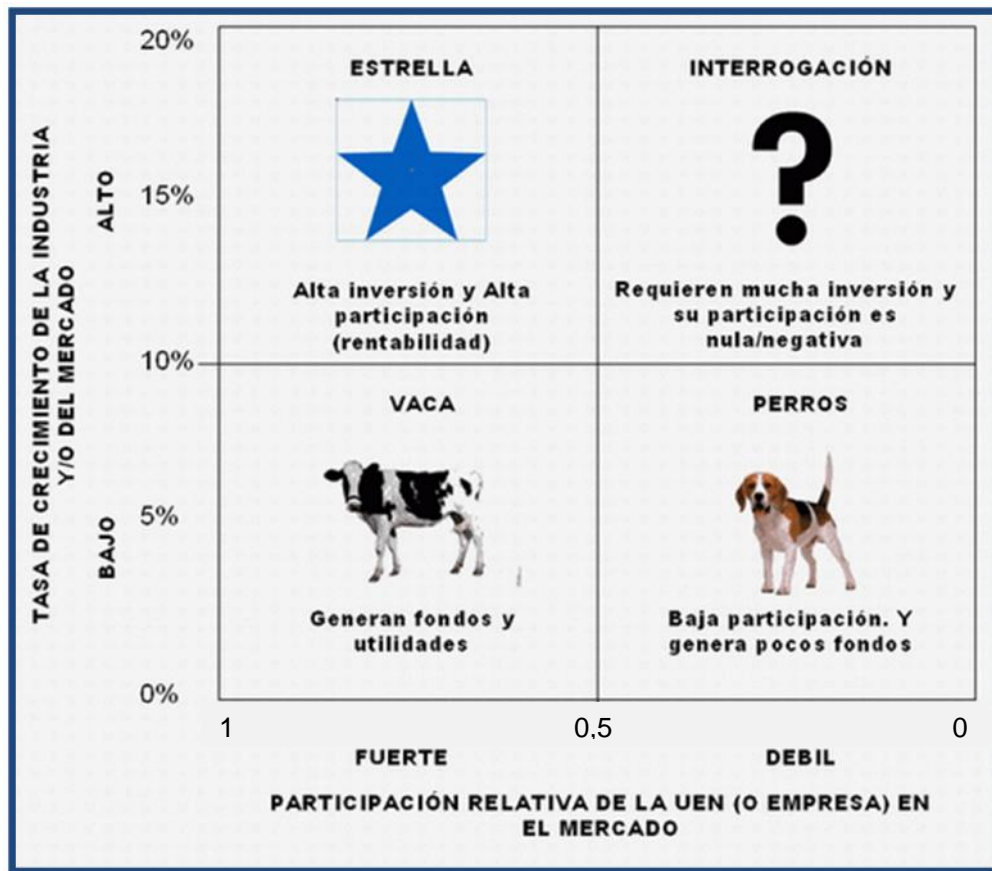 TASA DE CRECIMIENTO DE LA INDUSTRIA
Y/O DEL MERCADO
ALTO
BAJO
20%
15%
10%
5%
0%
ESTRELLA
Alta inversión y Alta
participación
(rentabilidad)
INTERROGACIÓN
?
Requieren mucha inversión y
su participación es
nula/negativa
VACA
Generan fondos y
utilidades
PERROS
Baja participación. Y
genera pocos fondos
1
0,5
0
FUERTE
DEBIL
PARTICIPACIÓN RELATIVA DE LA UEN (O EMPRESA) EN
EL MERCADO